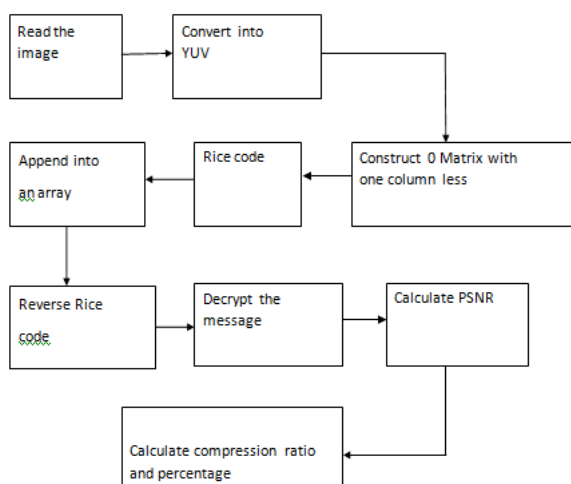 Read the
image
Convert into
YUV
Construct 0 Matrix with
one column less
Rice code
Append into
an array
Reverse Rice
code
Decrypt the
message
Calculate PSNR
Calculate compression ratio
and percentage